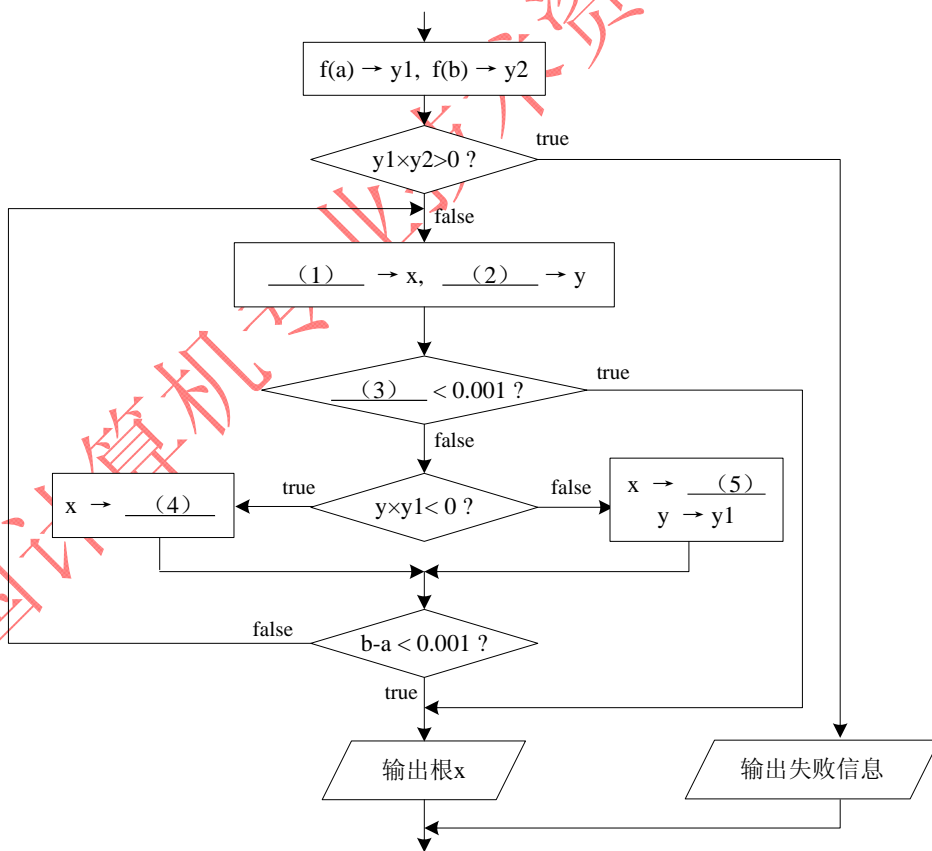 f(a) → y1, f(b) → y2
y1×y2>0 ?
true
false
（1） → x, （2） → y
（3） < 0.001 ?
true
false
x → （4）
true
y×y1< 0 ?
false
x → （5）
y → y1
false
b-a < 0.001 ?
true
输出根x
输出失败信息